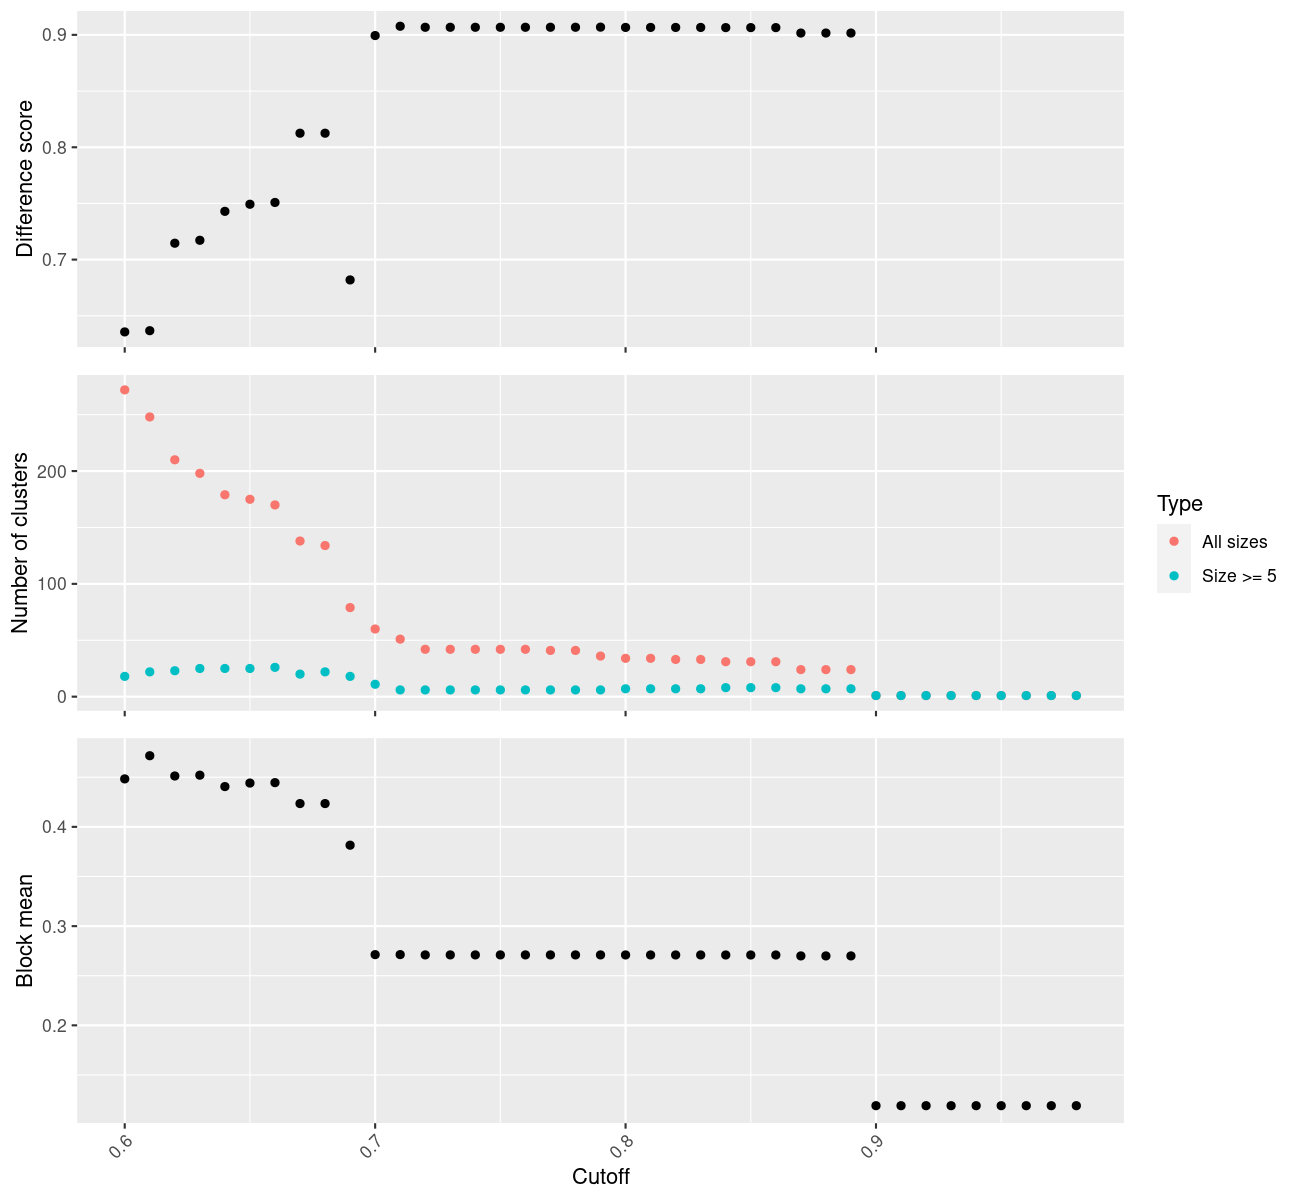 0.9
0.8
0.7
Difference score
200
100
0
Number of clusters
Type
All sizes
Size >= 5
0.4
0.3
0.2
Block mean
0.6
0.7
0.8
0.9
Cutoff